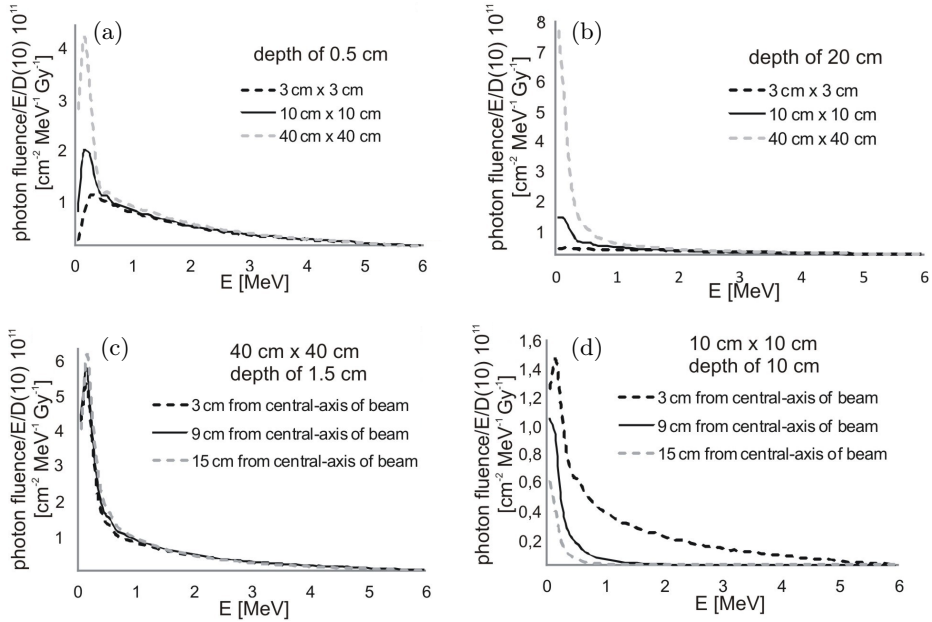 (a)
photon fluence/E/D(10) 10¹¹
[cm⁻² MeV⁻¹ Gy⁻¹]
depth of 0.5 cm
3 cm x 3 cm
10 cm x 10 cm
40 cm x 40 cm
4
3
2
1
0 1 2 3 4 5 6
E [MeV]
(b)
photon fluence/E/D(10) 10¹¹
[cm⁻² MeV⁻¹ Gy⁻¹]
depth of 20 cm
3 cm x 3 cm
10 cm x 10 cm
40 cm x 40 cm
8
7
6
5
4
3
2
1
0 1 2 3 4 5 6
E [MeV]
(c)
photon fluence/E/D(10) 10¹¹
[cm⁻² MeV⁻¹ Gy⁻¹]
40 cm x 40 cm
depth of 1.5 cm
3 cm from central-axis of beam
9 cm from central-axis of beam
15 cm from central-axis of beam
6
5
4
3
2
1
0 1 2 3 4 5 6
E [MeV]
(d)
photon fluence/E/D(10) 10¹¹
[cm⁻² MeV⁻¹ Gy⁻¹]
10 cm x 10 cm
depth of 10 cm
3 cm from central-axis of beam
9 cm from central-axis of beam
15 cm from central-axis of beam
1,6
1,4
1,2
1,0
0,8
0,6
0,4
0,2
0 1 2 3 4 5 6
E [MeV]